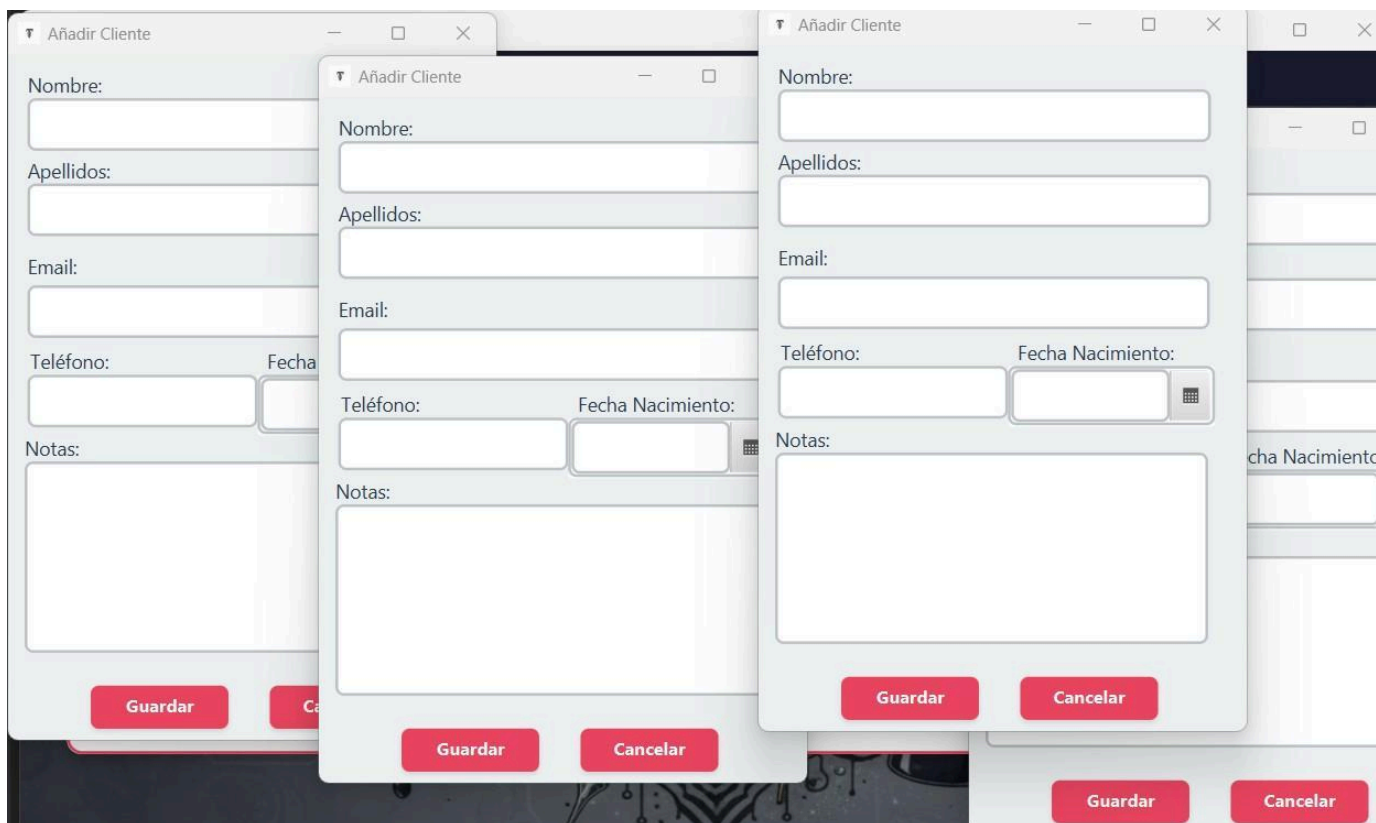 Añadir Cliente
Nombre:
Apellidos:
Email:
Teléfono: Fecha
Notas:
Guardar
Añadir Cliente
Nombre:
Apellidos:
Email:
Teléfono: Fecha Nacimiento:
Notas:
Guardar Cancelar
Añadir Cliente
Nombre:
Apellidos:
Email:
Teléfono: Fecha Nacimiento:
Notas:
Guardar Cancelar
cha Nacimiento
Guardar Cancelar